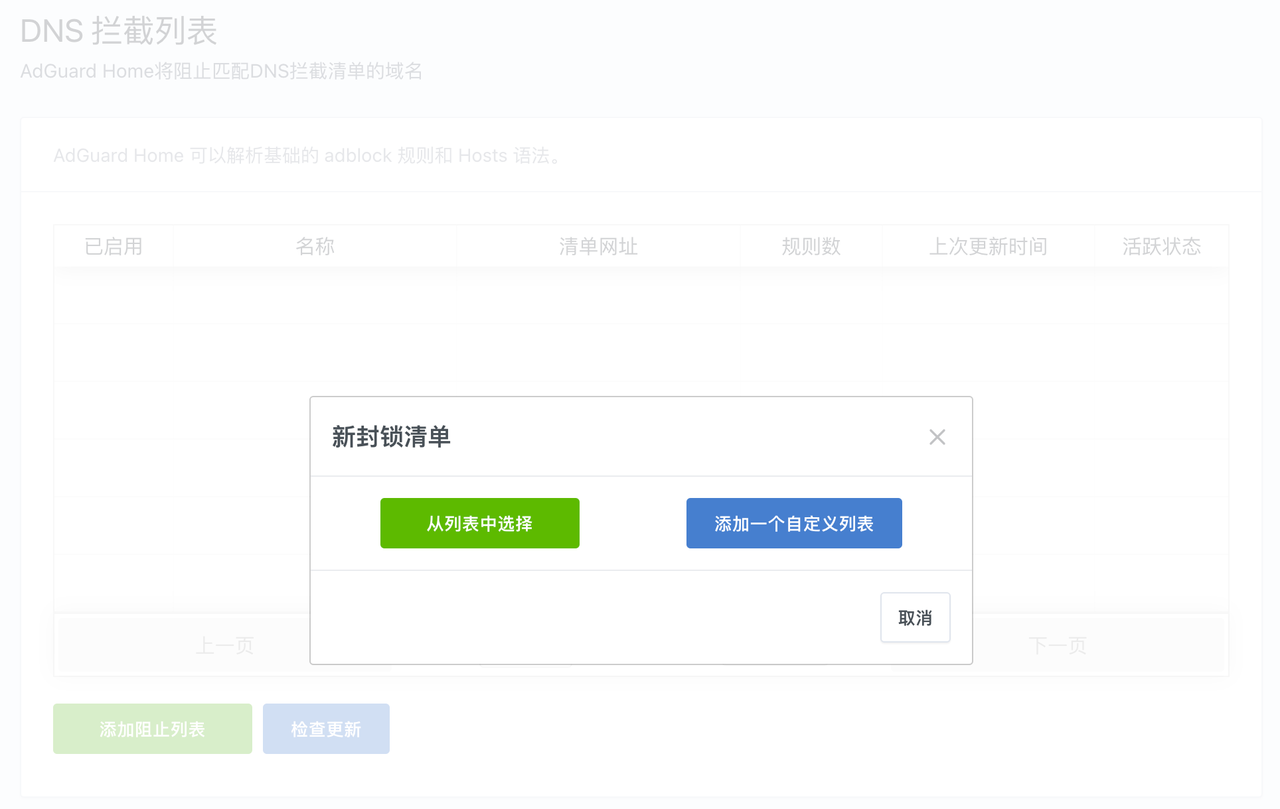 DNS 拦截列表
AdGuard Home将阻止匹配DNS拦截清单的域名
AdGuard Home 可以解析基础的 adblock 规则和 Hosts 语法。
已启用 名称 清单网址 规则数 上次更新时间 活跃状态
新封锁清单
从列表中选择 添加一个自定义列表
取消
上一页 下一页
添加阻止列表 检查更新